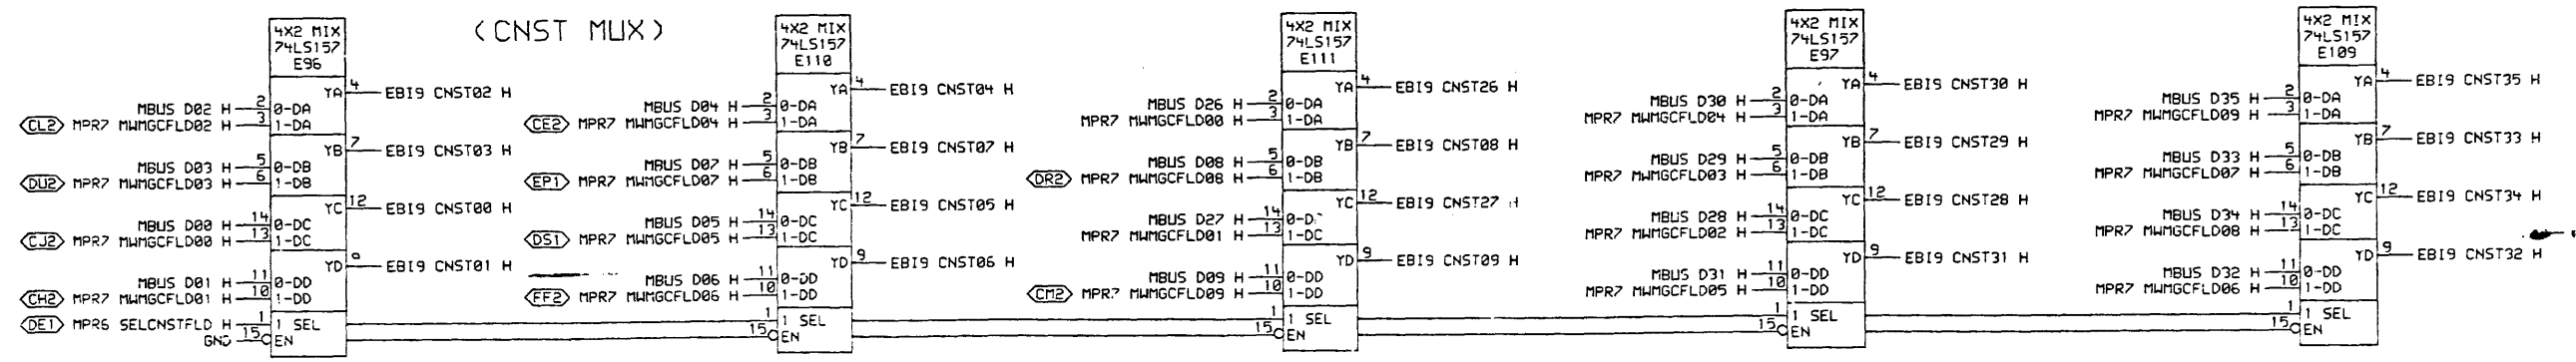 (CNST MUX)
4X2 MIX
74LS157
E96
YA 4 EBI9 CNST02 H
MBUS D02 H 2 0-DA
CL2 MPR7 MWMGCFLD02 H 3 1-DA
YB 7 EBI9 CNST03 H
MBUS D03 H 5 0-DB
DU2 MPR7 MWMGCFLD03 H 6 1-DB
YC 12 EBI9 CNST00 H
MBUS D00 H 14 0-DC
CJ2 MPR7 MWMGCFLD00 H 13 1-DC
YD 9 EBI9 CNST01 H
MBUS D01 H 11 0-DD
CH2 MPR7 MWMGCFLD01 H 10 1-DD
DE1 MPR6 SELCNSTFLD H 1 1 SEL
GND 15 EN
4X2 MIX
74LS157
E110
YA 4 EBI9 CNST04 H
MBUS D04 H 2 0-DA
CE2 MPR7 MWMGCFLD04 H 3 1-DA
YB 7 EBI9 CNST07 H
MBUS D07 H 5 0-DB
EP1 MPR7 MWMGCFLD07 H 6 1-DB
YC 12 EBI9 CNST05 H
MBUS D05 H 14 0-DC
DS1 MPR7 MWMGCFLD05 H 13 1-DC
YD 9 EBI9 CNST06 H
MBUS D06 H 11 0-DD
FF2 MPR7 MWMGCFLD06 H 10 1-DD
1 1 SEL
15 EN
4X2 MIX
74LS157
E111
YA 4 EBI9 CNST26 H
MBUS D26 H 2 0-DA
MPR7 MWMGCFLD00 H 3 1-DA
YB 7 EBI9 CNST08 H
MBUS D08 H 5 0-DB
DR2 MPR7 MWMGCFLD08 H 6 1-DB
YC 12 EBI9 CNST27 H
MBUS D27 H 14 0-DC
MPR7 MWMGCFLD01 H 13 1-DC
YD 9 EBI9 CNST09 H
MBUS D09 H 11 0-DD
CM2 MPR7 MWMGCFLD09 H 10 1-DD
1 1 SEL
15 EN
4X2 MIX
74LS157
E97
YA 4 EBI9 CNST30 H
MBUS D30 H 2 0-DA
MPR7 MWMGCFLD04 H 3 1-DA
YB 7 EBI9 CNST29 H
MBUS D29 H 5 0-DB
MPR7 MWMGCFLD03 H 6 1-DB
YC 12 EBI9 CNST28 H
MBUS D28 H 14 0-DC
MPR7 MWMGCFLD02 H 13 1-DC
YD 9 EBI9 CNST31 H
MBUS D31 H 11 0-DD
MPR7 MWMGCFLD05 H 10 1-DD
1 1 SEL
15 EN
4X2 MIX
74LS157
E109
YA 4 EBI9 CNST35 H
MBUS D35 H 2 0-DA
MPR7 MWMGCFLD09 H 3 1-DA
YB 7 EBI9 CNST33 H
MBUS D33 H 5 0-DB
MPR7 MWMGCFLD07 H 6 1-DB
YC 12 EBI9 CNST34 H
MBUS D34 H 14 0-DC
MPR7 MWMGCFLD08 H 13 1-DC
YD 9 EBI9 CNST32 H
MBUS D32 H 11 0-DD
MPR7 MWMGCFLD06 H 10 1-DD
1 1 SEL
15 EN